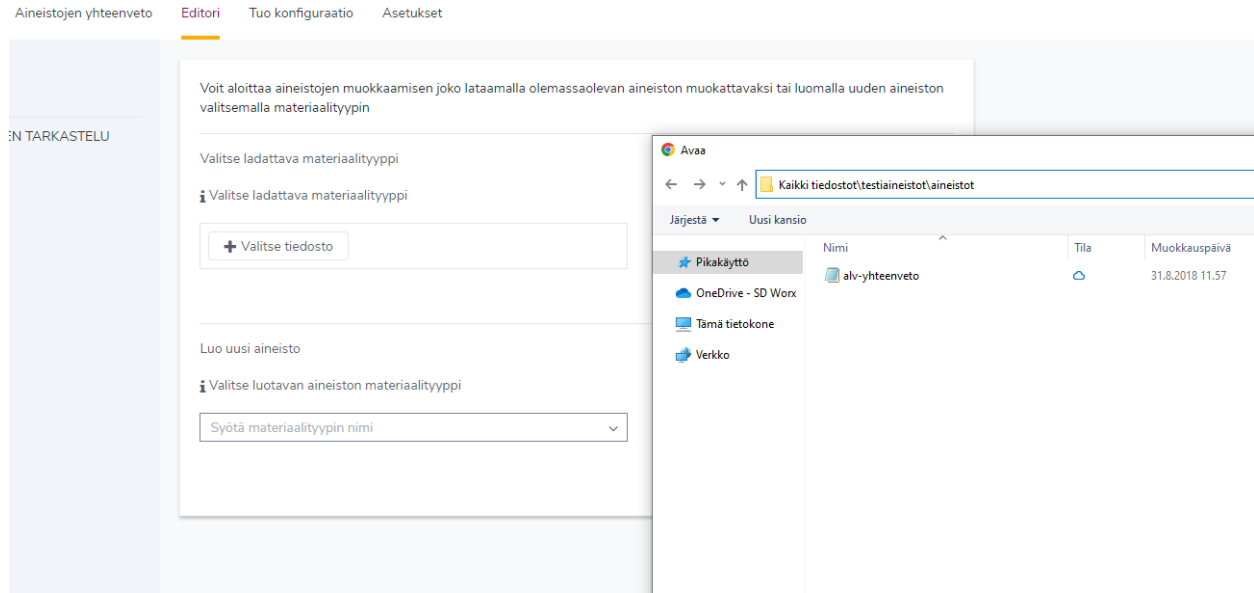 Aineistojen yhteenveto Editori Tuo konfiguraatio Asetukset
Voit aloittaa aineistojen muokkaamisen joko lataamalla olemassaolevan aineiston muokattavaksi tai luomalla uuden aineiston
valitsemalla materiaalityypin
EN TARKASTELU
Valitse ladattava materiaalityyppi
Valitse ladattava materiaalityyppi
Valitse tiedosto
Luo uusi aineisto
Valitse luotavan aineiston materiaalityyppi
Syötä materiaalityypin nimi
Avaa
Kaikki tiedostot\testiaineistot\aineistot
Järjestä Uusi kansio
Nimi Tila Muokkauspäivä
Pikakäyttö
alv-yhteenveto 31.8.2018 11.57
OneDrive - SD Worx
Tämä tietokone
Verkko